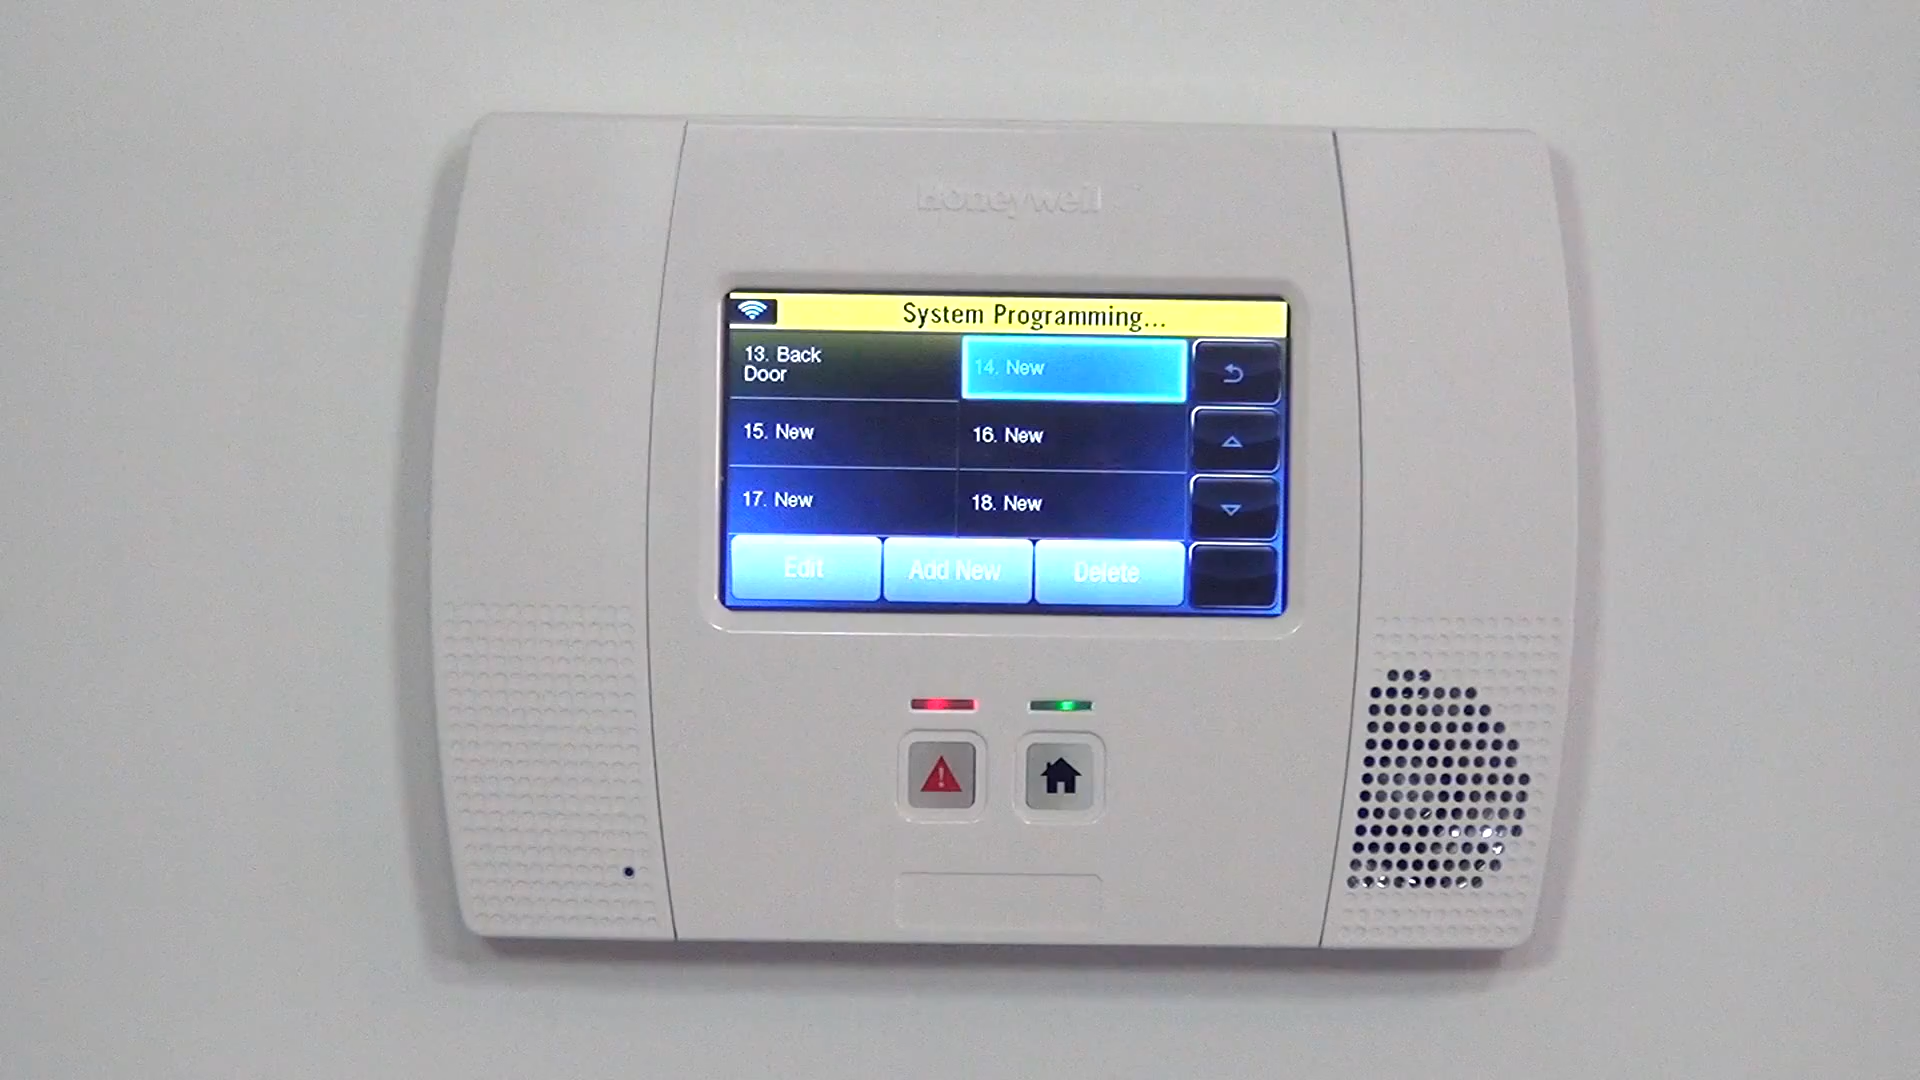 Honeywell
System Programming...
13. Back
Door
14. New
15. New
16. New
17. New
18. New
Edit
Add New
Delete